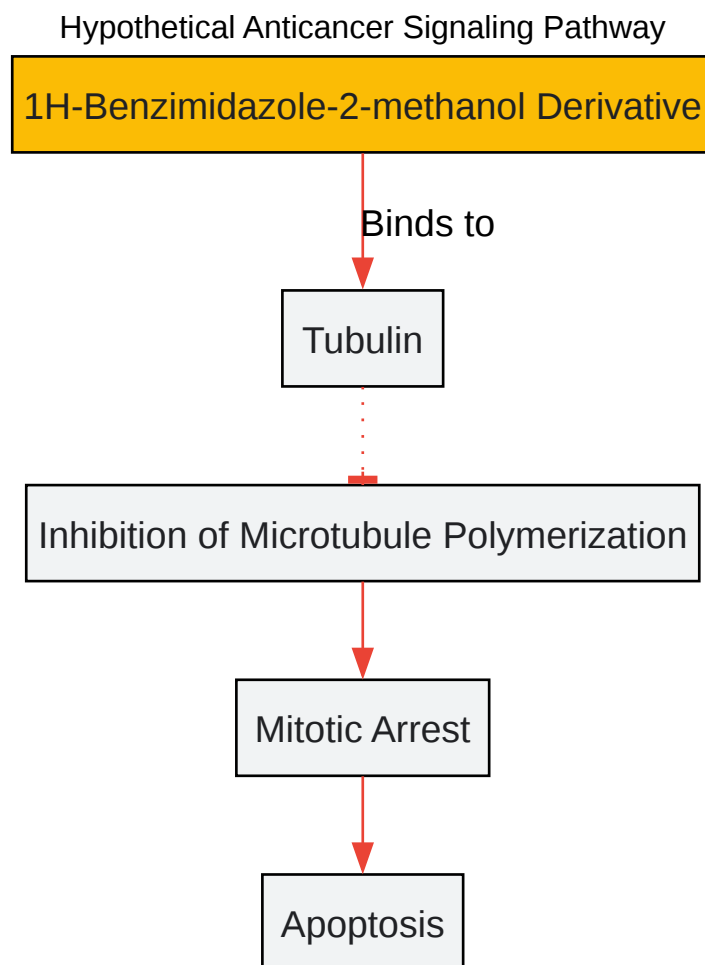 Hypothetical Anticancer Signaling Pathway
1H-Benzimidazole-2-methanol Derivative
Binds to
Tubulin
Inhibition of Microtubule Polymerization
Mitotic Arrest
Apoptosis